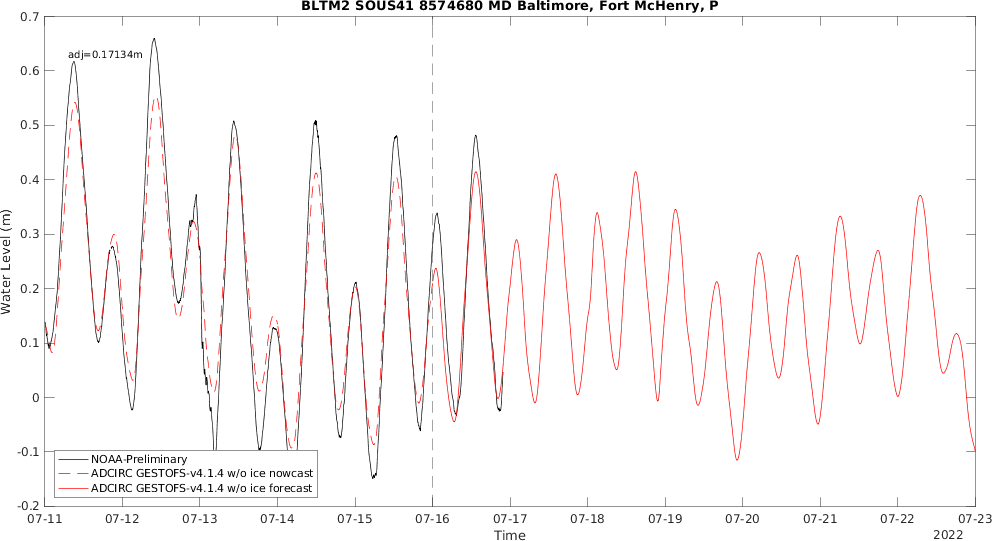 BLTM2 SOUS41 8574680 MD Baltimore, Fort McHenry, P
adj=0.17134m
Water Level (m)
0.7
0.6
0.5
0.4
0.3
0.2
0.1
0
-0.1
-0.2
NOAA-Preliminary
ADCIRC GESTOFS-v4.1.4 w/o ice nowcast
ADCIRC GESTOFS-v4.1.4 w/o ice forecast
07-11 07-12 07-13 07-14 07-15 07-16 07-17 07-18 07-19 07-20 07-21 07-22 07-23
Time
2022